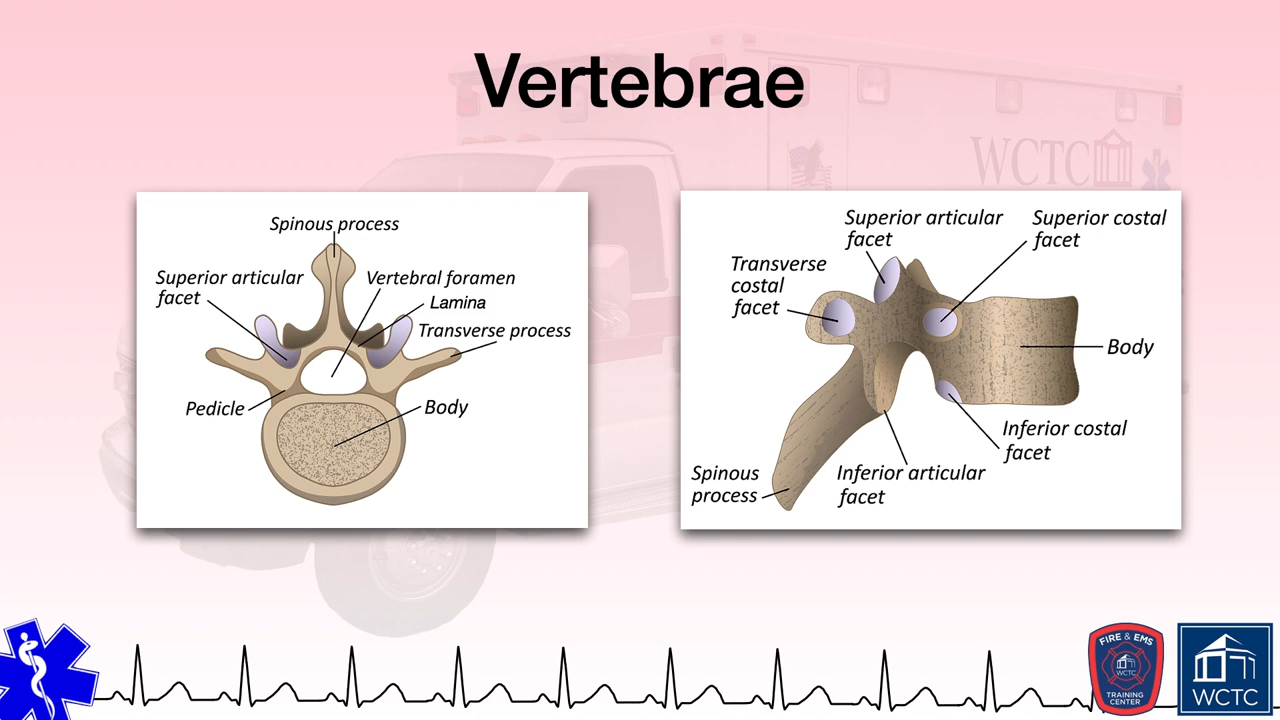 Vertebrae
WCTC
Spinous process
Superior articular
facet
Vertebral foramen
Lamina
Transverse process
Pedicle
Body
Superior articular
facet
Superior costal
facet
Transverse
costal
facet
Body
Inferior costal
facet
Spinous
process
Inferior articular
facet
FIRE & EMS
WCTC
TRAINING
CENTER
WCTC